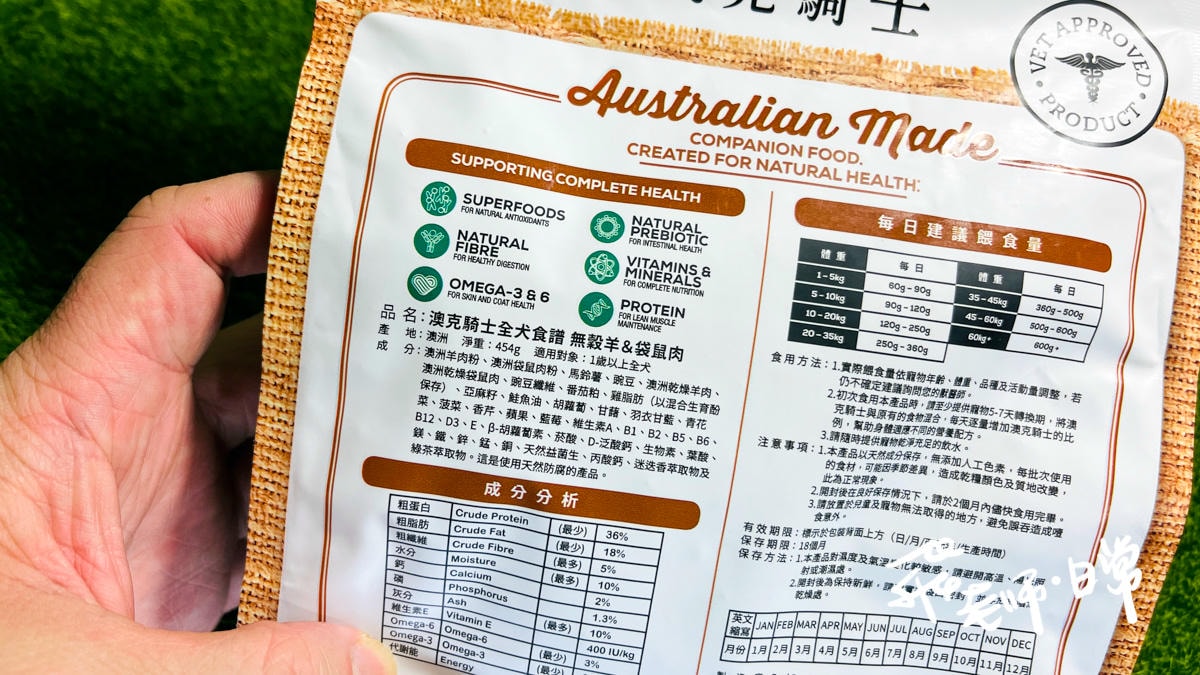 VET APPROVED
PRODUCT
Australian Made
COMPANION FOOD.
CREATED FOR NATURAL HEALTH:
SUPPORTING COMPLETE HEALTH
SUPERFOODS
FOR NATURAL ANTIOXIDANTS
NATURAL
FIBRE
FOR HEALTHY DIGESTION
OMEGA-3 & 6
FOR SKIN AND COAT HEALTH
NATURAL
PREBIOTIC
FOR INTESTINAL HEALTH
VITAMINS &
MINERALS
FOR COMPLETE NUTRITION
PROTEIN
FOR LEAN MUSCLE
MAINTENANCE
品 名：澳克騎士全犬食譜 無穀羊&袋鼠肉
產 地：澳洲 淨重：454g 適用對象：1歲以上全犬
成 分：澳洲羊肉粉、澳洲袋鼠肉粉、馬鈴薯、豌豆、澳洲乾燥羊肉、
澳洲乾燥袋鼠肉、豌豆纖維、番茄粕、雞脂肪（以混合生育酚
保存）、亞麻籽、鮭魚油、胡蘿蔔、甘藷、羽衣甘藍、青花
菜、菠菜、香芹、蘋果、藍莓、維生素A、B1、B2、B5、B6、
B12、D3、E、β-胡蘿蔔素、菸酸、D-泛酸鈣、生物素、葉酸、
鎂、鐵、鋅、錳、銅、天然益菌生、丙酸鈣、迷迭香萃取物及
綠茶萃取物。這是使用天然防腐的產品。
成分分析
粗蛋白 Crude Protein (最少) 36%
粗脂肪 Crude Fat (最少) 18%
粗纖維 Crude Fibre (最多) 5%
水分 Moisture (最多) 10%
鈣 Calcium 2%
磷 Phosphorus 1.3%
灰分 Ash (最多) 10%
維生素E Vitamin E 400 IU/kg
Omega-6 Omega-6 (最少) 3%
Omega-3 Omega-3 (最少)
代謝能 Energy
每日建議餵食量
體重 每日 體重 每日
1-5kg 60g-90g 35-45kg 360g-500g
5-10kg 90g-120g 45-60kg 500g-600g
10-20kg 120g-250g 60kg+ 600g+
20-35kg 250g-360g
食用方法：1.實際餵食量依寵物年齡、體重、品種及活動量調整，若
仍不確定建議詢問您的獸醫師。
2.初次食用本產品時，請至少提供寵物5-7天轉換期，將澳
克騎士與原有的食物混合，每天逐量增加澳克騎士的比
例，幫助身體適應不同的營養配方。
3.請隨時提供寵物乾淨充足的飲水。
注意事項：1.本產品以天然成分保存，無添加人工色素，每批次使用
的食材，可能因季節差異，造成乾糧顏色及質地改變，
此為正常現象。
2.開封後在良好保存情況下，請於2個月內儘快食用完畢。
3.請放置於兒童及寵物無法取得的地方，避免誤吞造成噎
食意外。
有效期限：標示於包裝背面上方（日/月/ /生產時間）
保存期限：18個月
保存方法：1.本產品對濕度及氣溫 化較敏感，請避開高溫、
射或潮濕處。
2.開封後為保持新鮮，請
乾燥處。
英文縮寫 JAN FEB MAR APR MAY JUN JUL AUG SEP OCT NOV DEC
月份 1月 2月 3月 4月 5月 6月 7月 8月 9月 10月 11月 12月
老師·日常